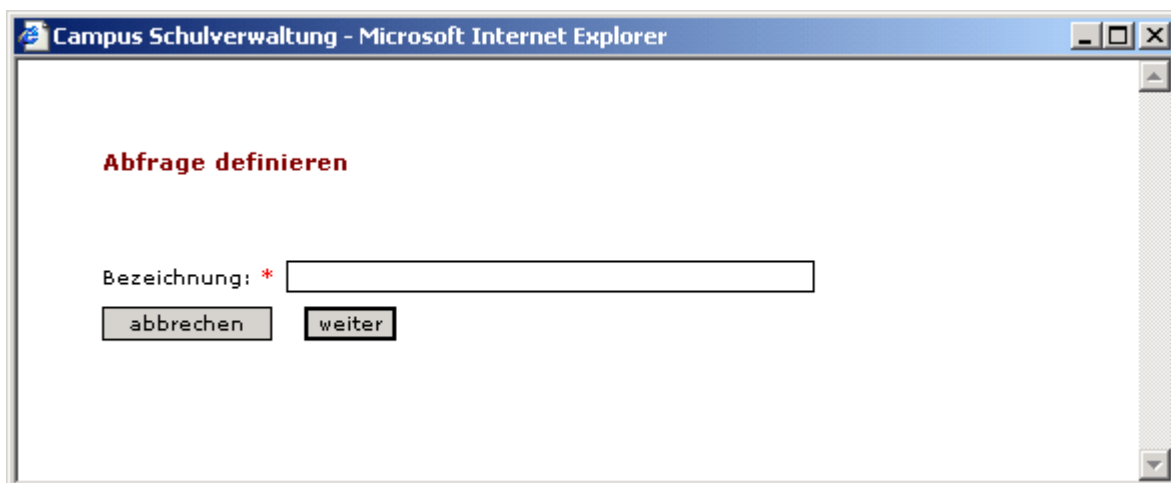 Campus Schulverwaltung - Microsoft Internet Explorer
Abfrage definieren
Bezeichnung: *
abbrechen weiter